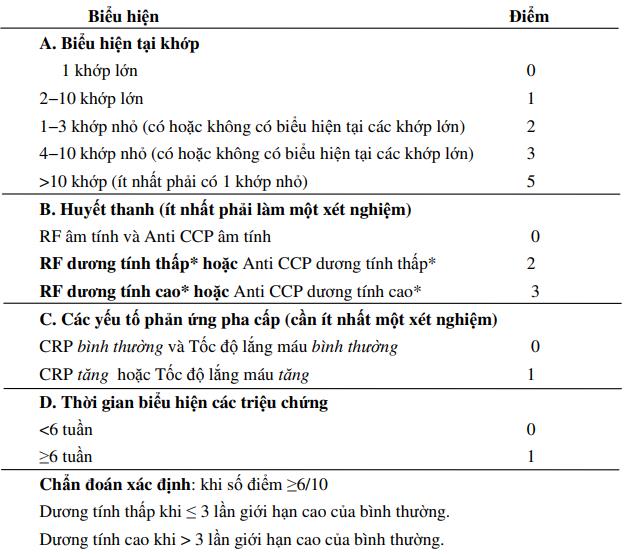 Biểu hiện Điểm
A. Biểu hiện tại khớp
1 khớp lớn 0
2−10 khớp lớn 1
1−3 khớp nhỏ (có hoặc không có biểu hiện tại các khớp lớn) 2
4−10 khớp nhỏ (có hoặc không có biểu hiện tại các khớp lớn) 3
>10 khớp (ít nhất phải có 1 khớp nhỏ) 5
B. Huyết thanh (ít nhất phải làm một xét nghiệm)
RF âm tính và Anti CCP âm tính 0
RF dương tính thấp* hoặc Anti CCP dương tính thấp* 2
RF dương tính cao* hoặc Anti CCP dương tính cao* 3
C. Các yếu tố phản ứng pha cấp (cần ít nhất một xét nghiệm)
CRP bình thường và Tốc độ lắng máu bình thường 0
CRP tăng hoặc Tốc độ lắng máu tăng 1
D. Thời gian biểu hiện các triệu chứng
<6 tuần 0
≥6 tuần 1
Chẩn đoán xác định: khi số điểm ≥6/10
Dương tính thấp khi ≤ 3 lần giới hạn cao của bình thường.
Dương tính cao khi > 3 lần giới hạn cao của bình thường.